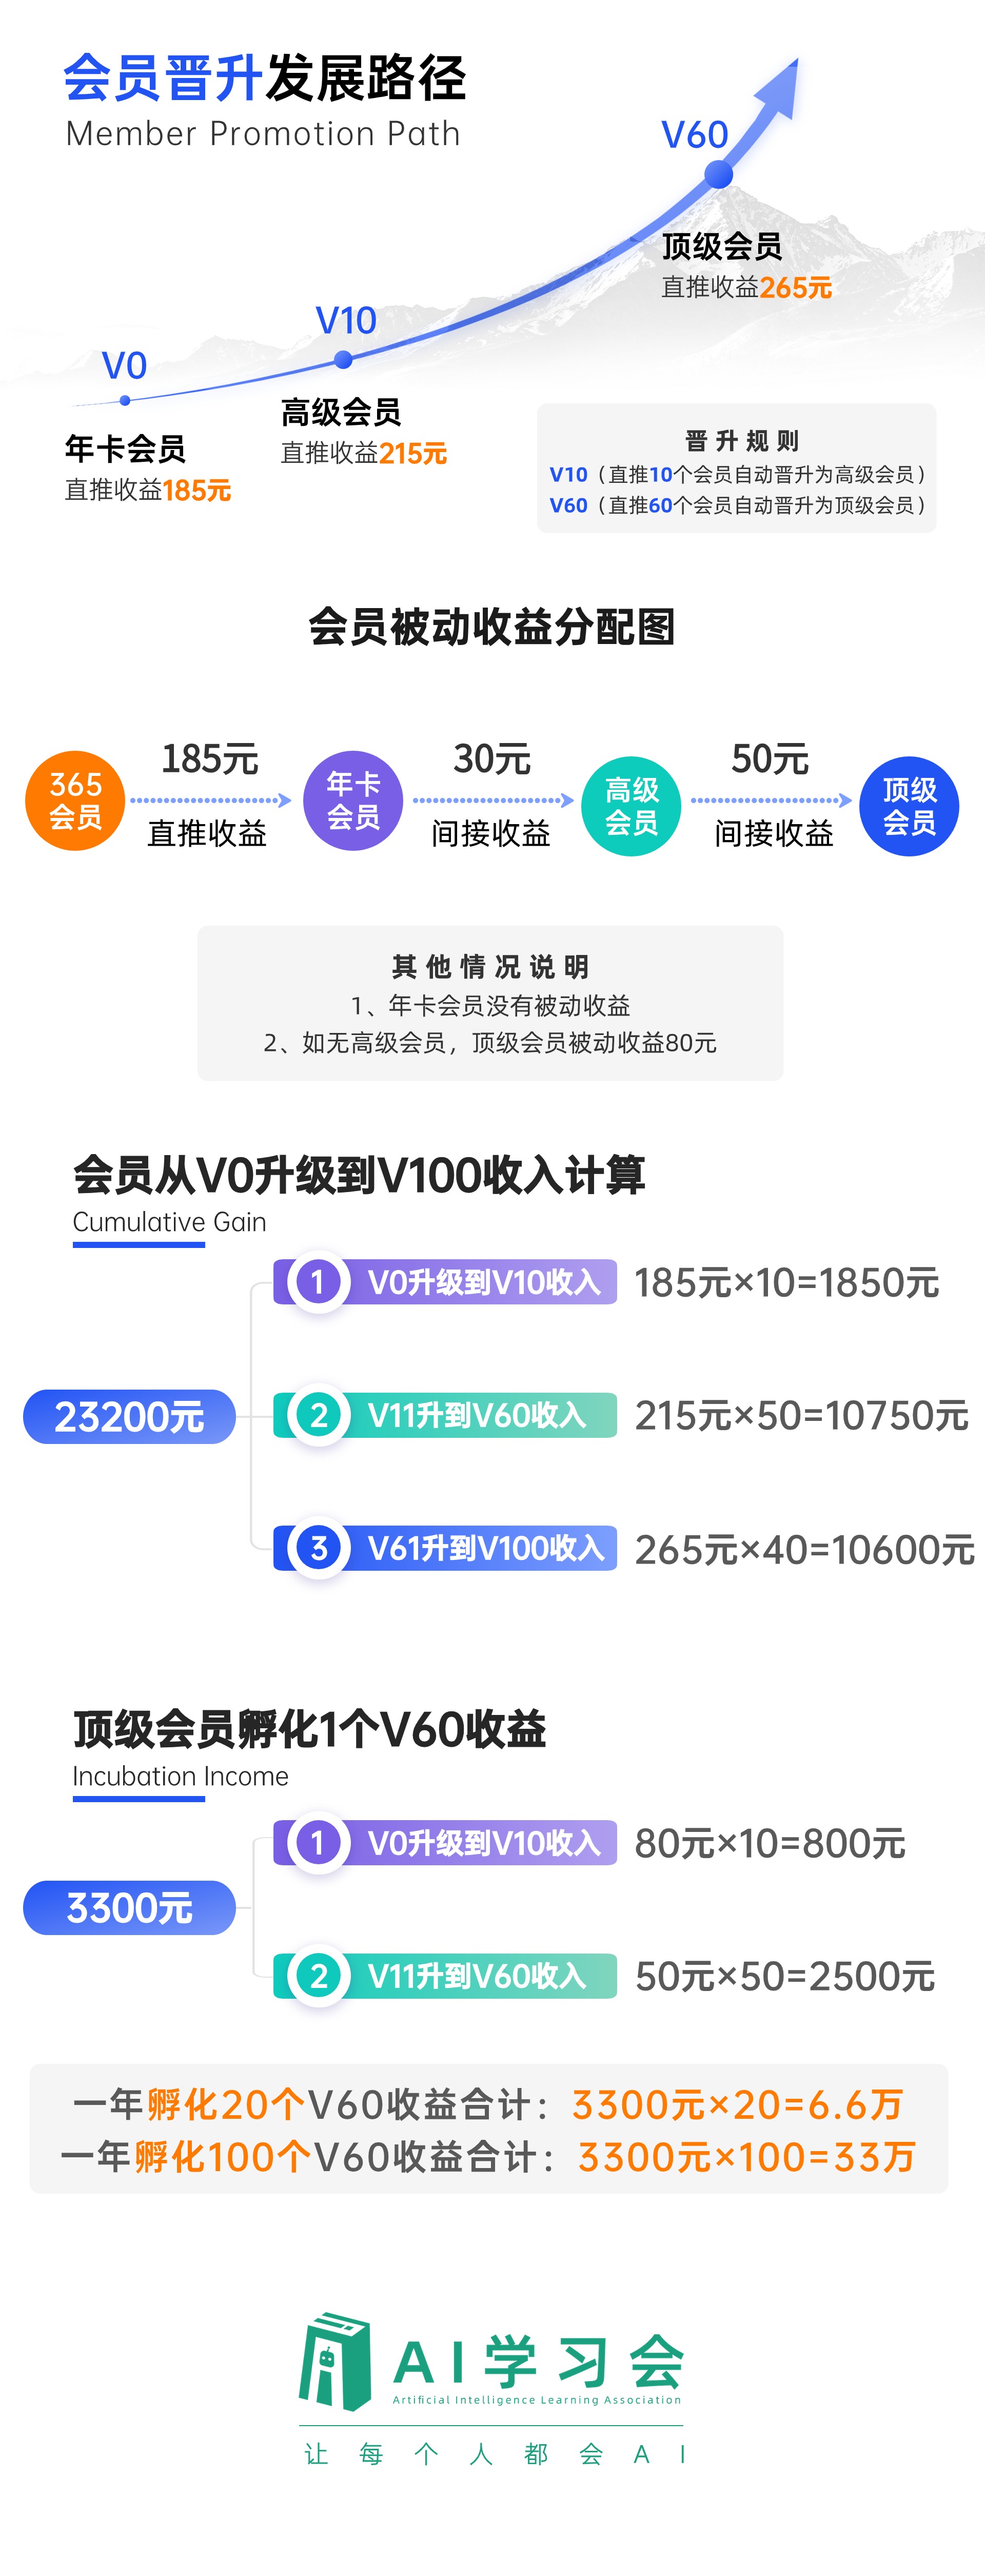 会员晋升发展路径
Member Promotion Path
V60
顶级会员
直推收益265元
V10
高级会员
直推收益215元
V0
年卡会员
直推收益185元
晋升规则
V10（直推10个会员自动晋升为高级会员）
V60（直推60个会员自动晋升为顶级会员）
会员被动收益分配图
365
会员
185元
直推收益
年卡
会员
30元
间接收益
高级
会员
50元
间接收益
顶级
会员
其他情况说明
1、年卡会员没有被动收益
2、如无高级会员，顶级会员被动收益80元
会员从V0升级到V100收入计算
Cumulative Gain
23200元
1 V0升级到V10收入 185元×10=1850元
2 V11升到V60收入 215元×50=10750元
3 V61升到V100收入 265元×40=10600元
顶级会员孵化1个V60收益
Incubation Income
3300元
1 V0升级到V10收入 80元×10=800元
2 V11升到V60收入 50元×50=2500元
一年孵化20个V60收益合计：3300元×20=6.6万
一年孵化100个V60收益合计：3300元×100=33万
AI学习会
Artificial Intelligence Learning Association
让每个人都会AI